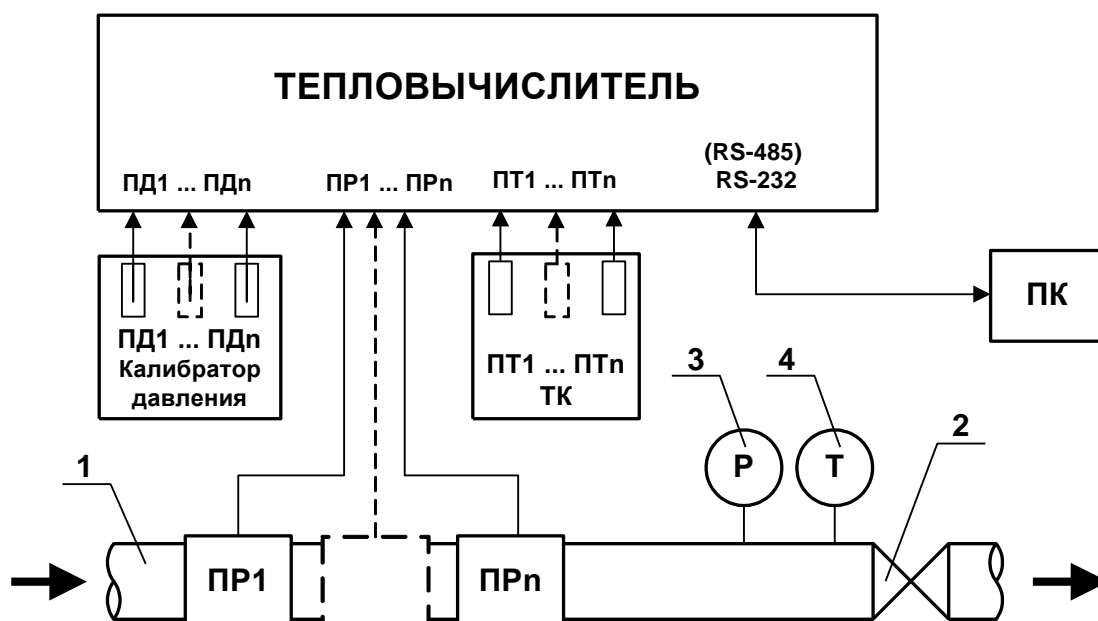 ТЕПЛОВЫЧИСЛИТЕЛЬ
(RS-485)
ПД1 ... ПДn ПР1 ... ПРn ПТ1 ... ПТn RS-232
ПК
ПД1 ... ПДn
Калибратор
давления
ПТ1 ... ПТn
ТК
3 4 2
1
P T
ПР1 ПРn